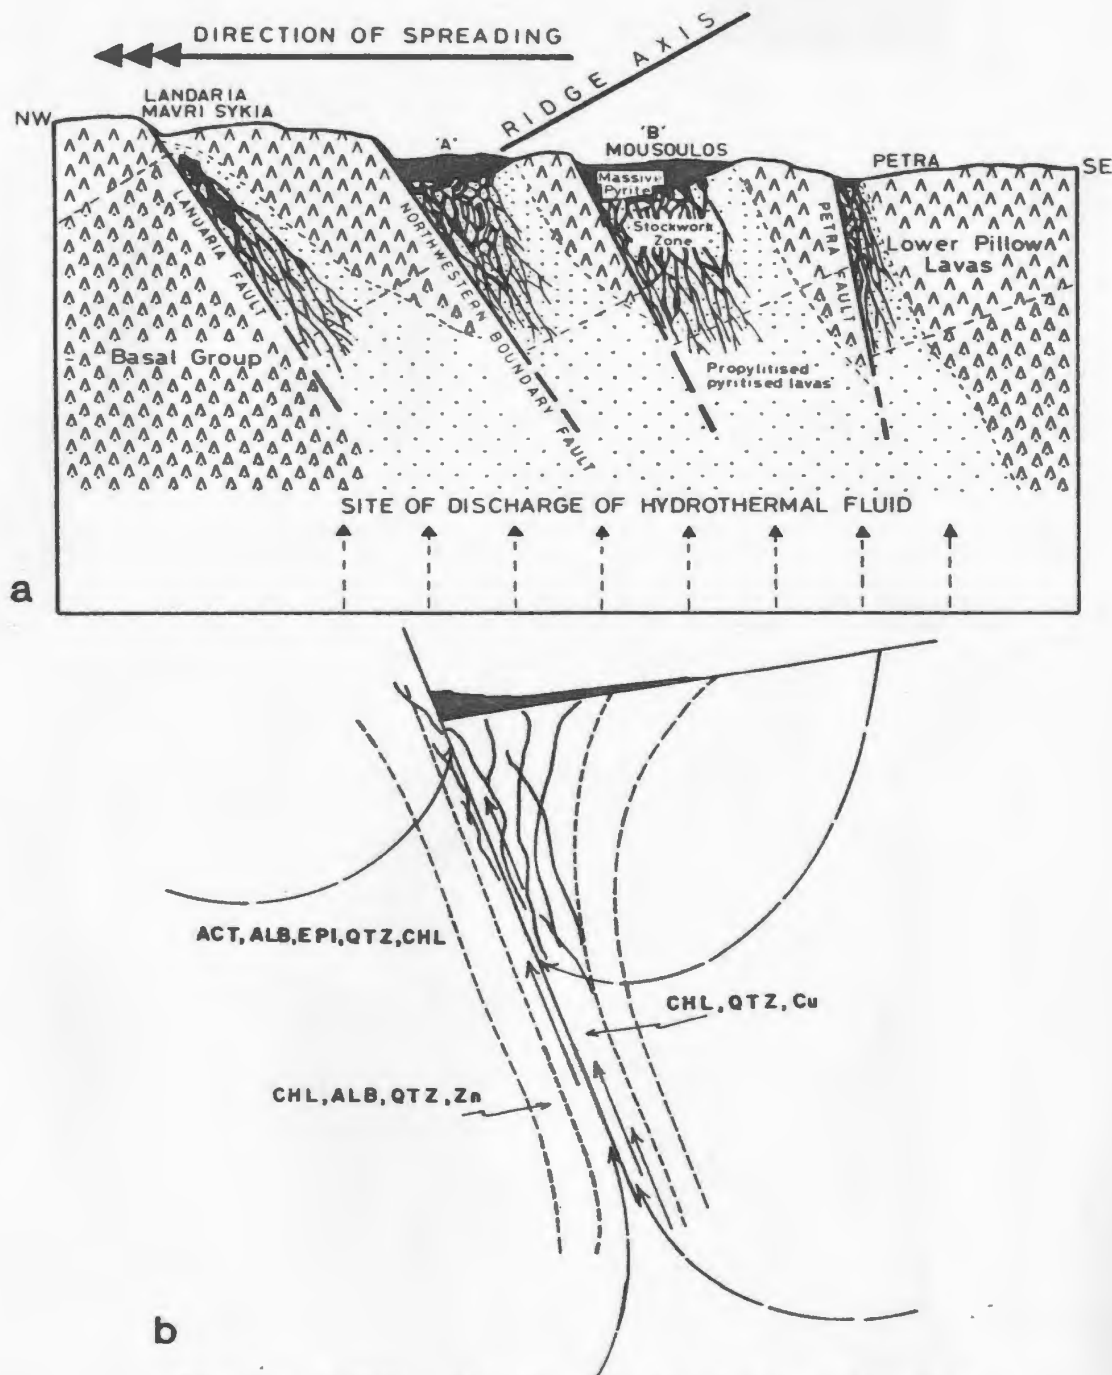 DIRECTION OF SPREADING
RIDGE AXIS
LANDARIA
MAVRI SYKIA
NW
'A'
'B'
MOUSOULOS
PETRA
SE
Massive
Pyrite
Stockwork
Zone
LANDARIA FAULT
NORTHWESTERN BOUNDARY FAULT
PETRA FAULT
Lower Pillow
Lavas
Basal Group
Propylitised
pyritised lavas
SITE OF DISCHARGE OF HYDROTHERMAL FLUID
a
ACT, ALB, EPI, QTZ, CHL
CHL, QTZ, Cu
CHL, ALB, QTZ, Zn
b